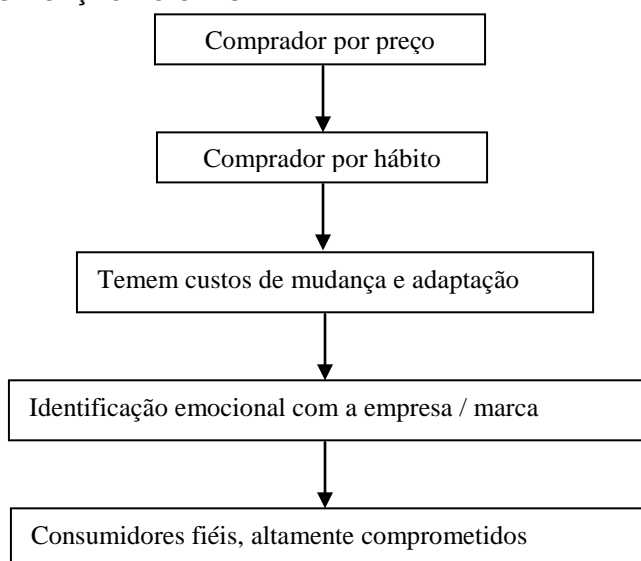 Comprador por preço
Comprador por hábito
Temem custos de mudança e adaptação
Identificação emocional com a empresa / marca
Consumidores fiéis, altamente comprometidos